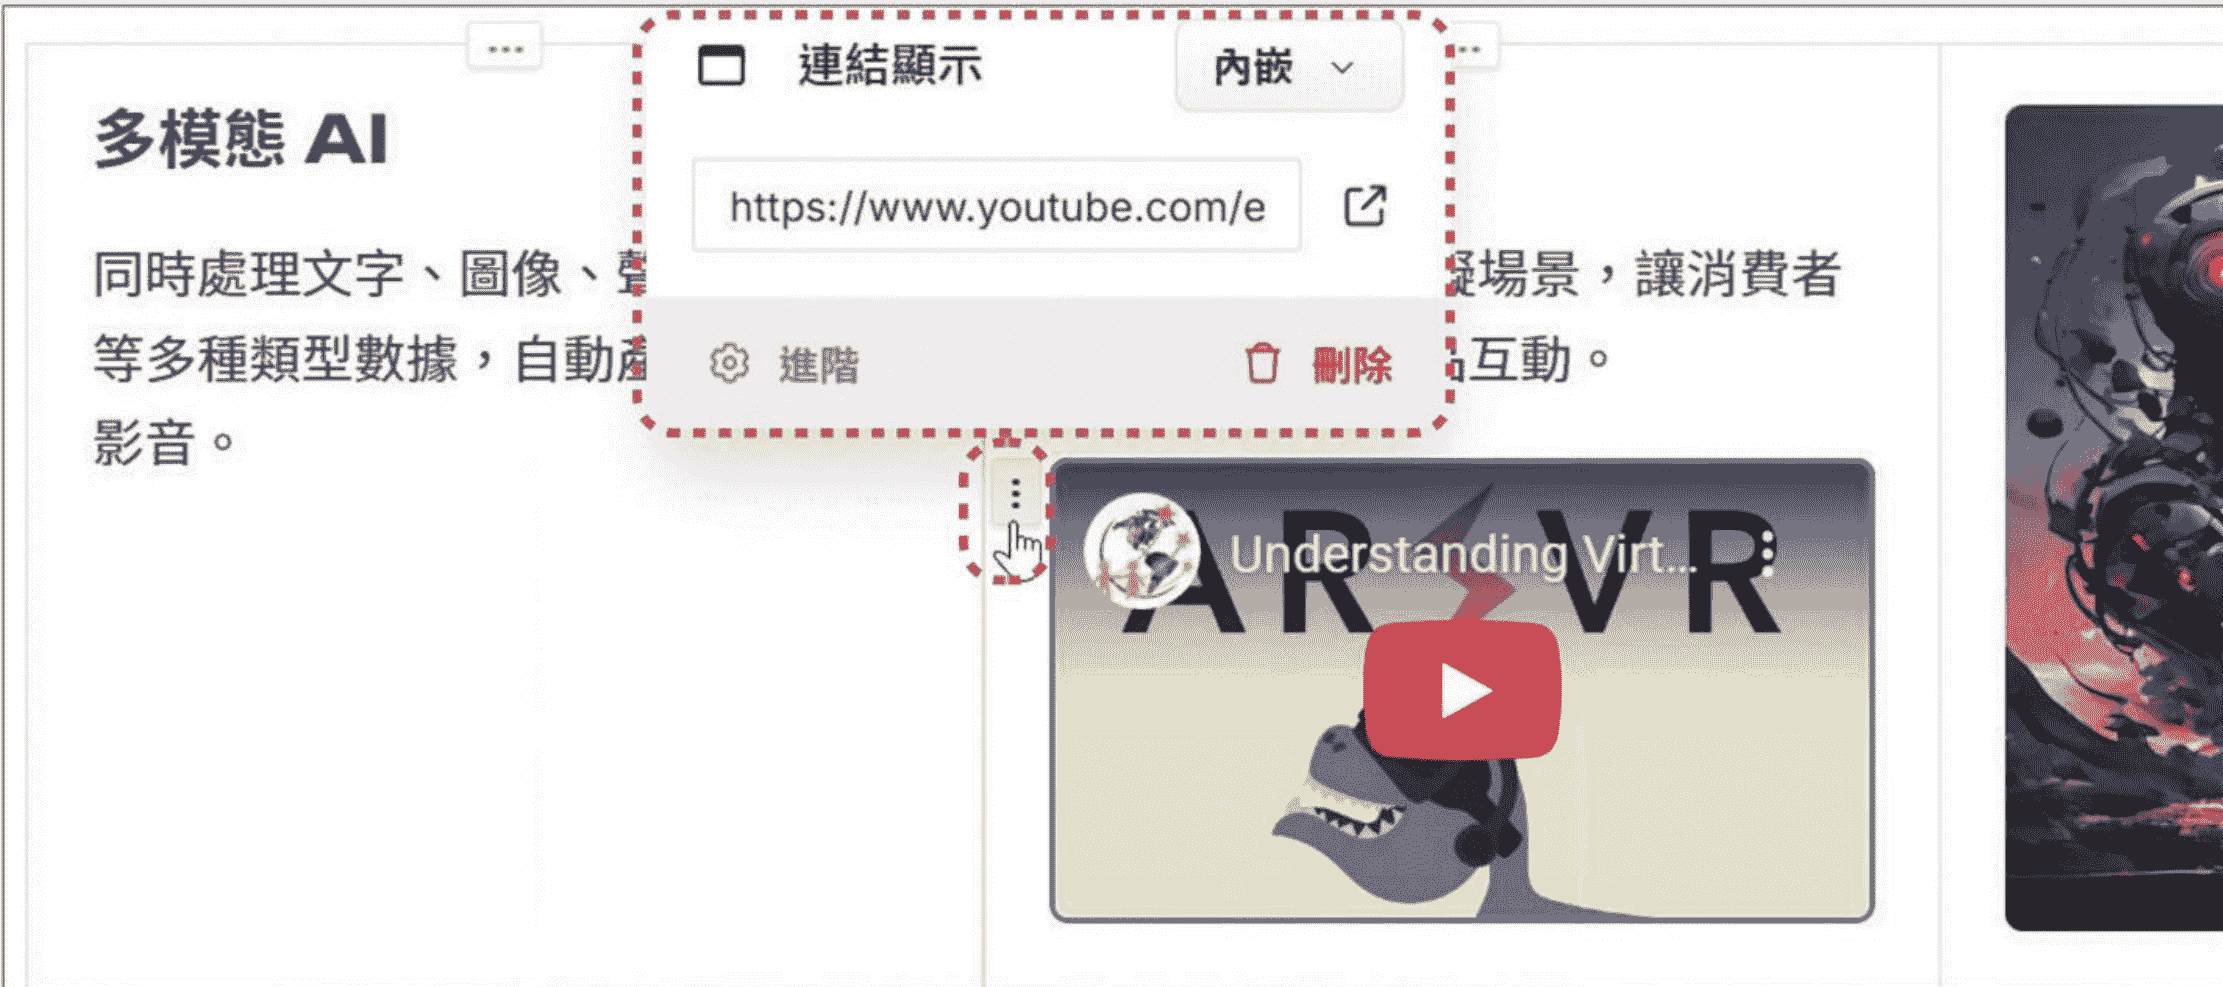 連結顯示
內嵌
https://www.youtube.com/e
進階
刪除
多模態 AI
同時處理文字、圖像、
等多種類型數據，自動
影音。
場景，讓消費者
互動。
AR VR
Understanding Virt...